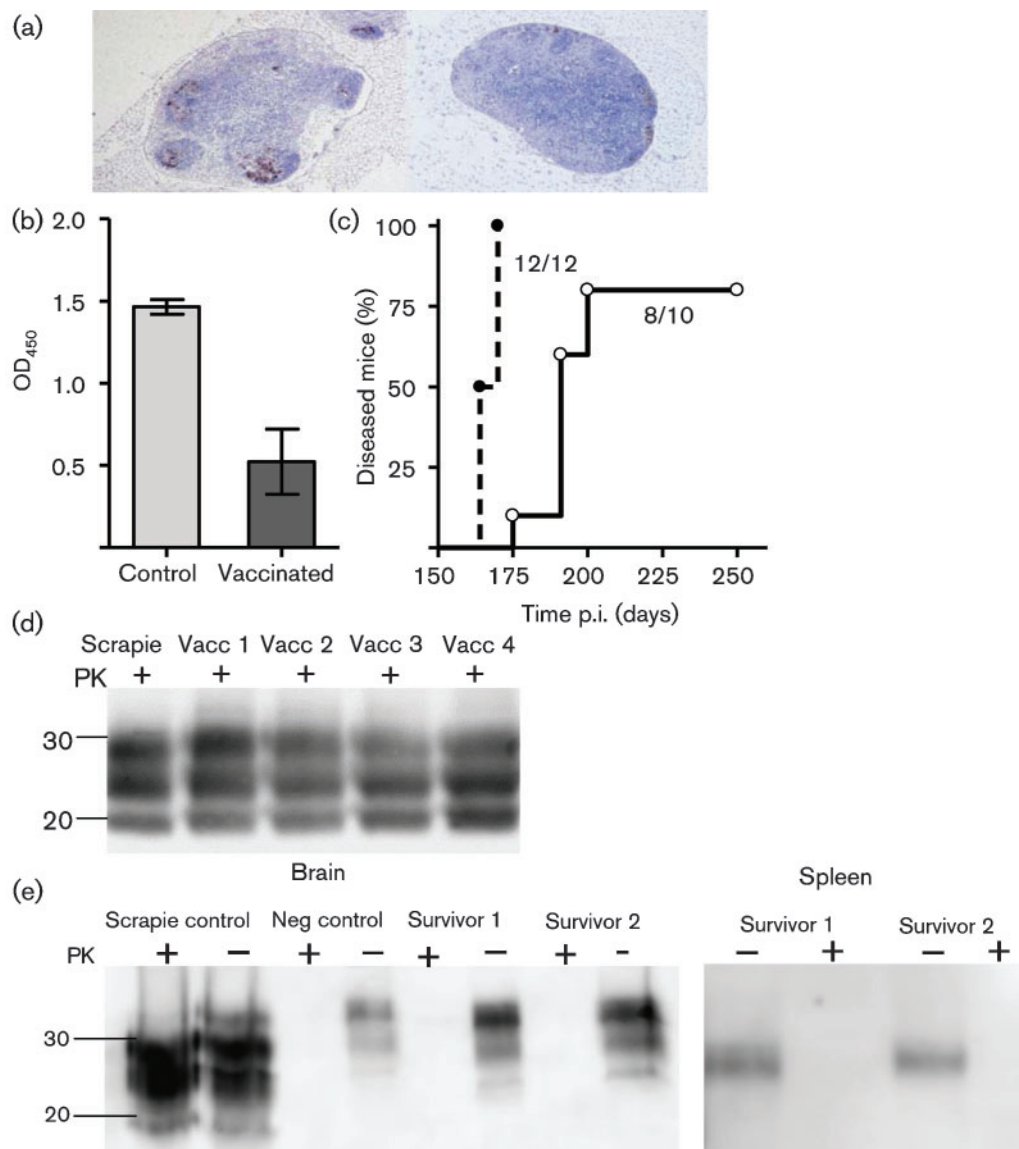 (a)
(b)
2.0
1.5
1.0
0.5
OD450
Control Vaccinated
(c)
100
75
50
25
Diseased mice (%)
12/12
8/10
150 175 200 225 250
Time p.i. (days)
(d)
Scrapie Vacc 1 Vacc 2 Vacc 3 Vacc 4
PK + + + + +
30
20
Brain
(e)
Scrapie control Neg control Survivor 1 Survivor 2
PK + − + − + − + -
30
20
Spleen
Survivor 1 Survivor 2
− + − +